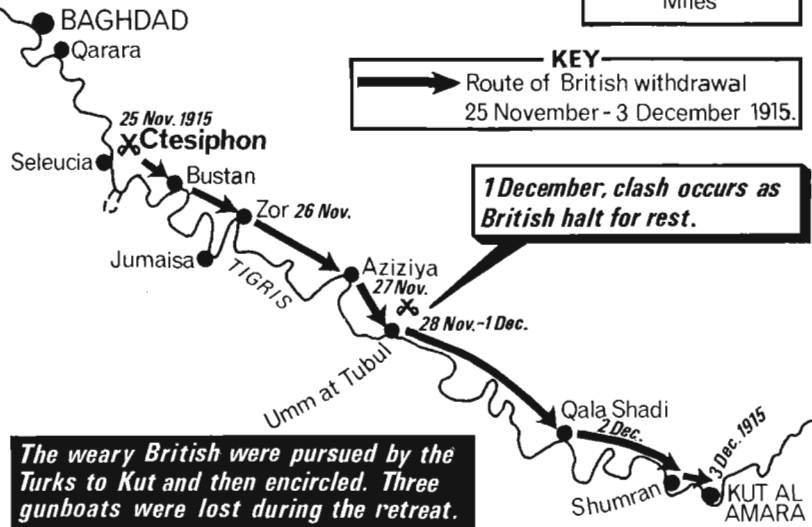 Miles
BAGHDAD
Qarara
KEY
Route of British withdrawal
25 November - 3 December 1915.
25 Nov. 1915
Ctesiphon
Seleucia
Bustan
Zor 26 Nov.
1 December, clash occurs as
British halt for rest.
Jumaisa
TIGRIS
Aziziya
27 Nov.
28 Nov.-1 Dec.
Umm at Tubul
Qala Shadi
2 Dec.
3 Dec. 1915
Shumran
KUT AL
AMARA
The weary British were pursued by the
Turks to Kut and then encircled. Three
gunboats were lost during the retreat.